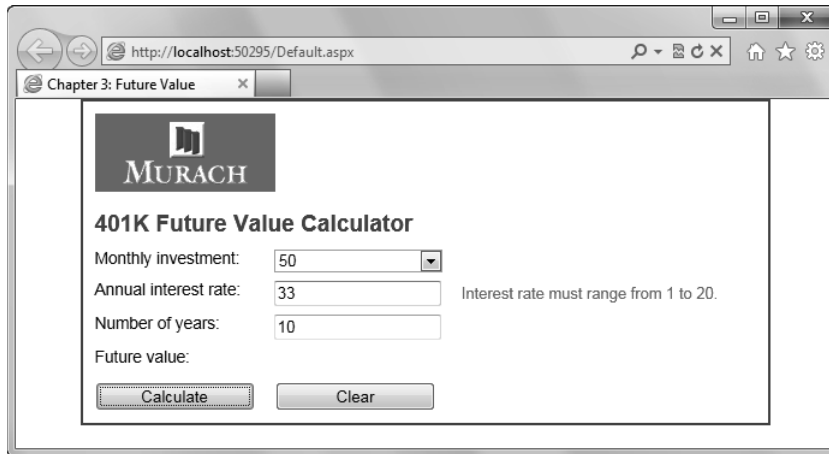 http://localhost:50295/Default.aspx
Chapter 3: Future Value
MURACH
401K Future Value Calculator
Monthly investment: 50
Annual interest rate: 33 Interest rate must range from 1 to 20.
Number of years: 10
Future value:
Calculate Clear